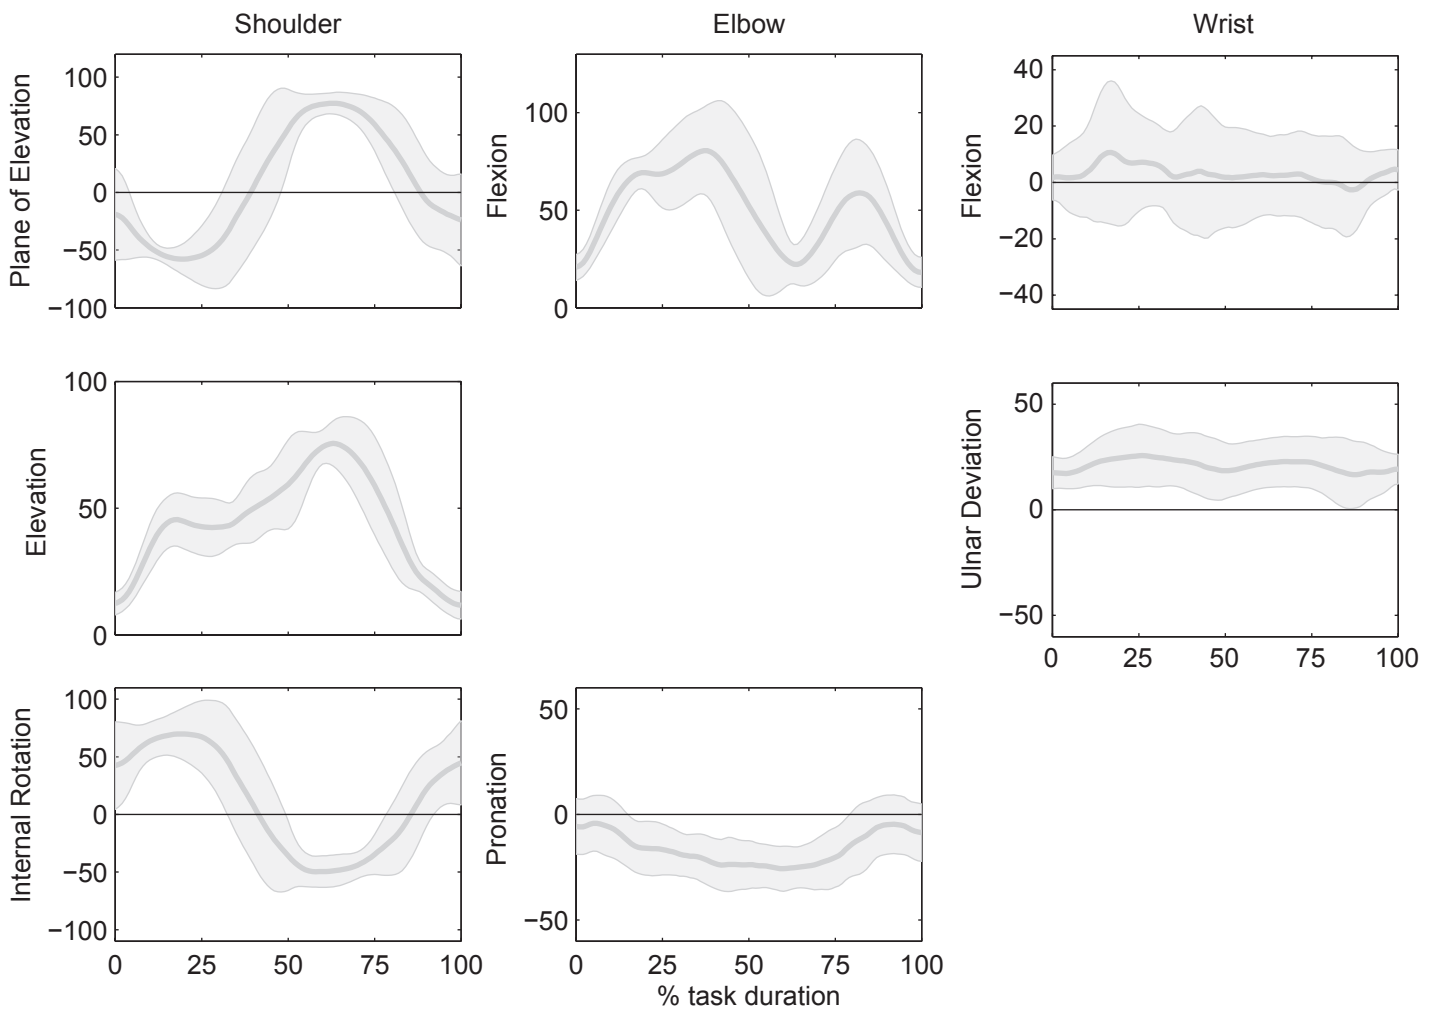 Shoulder
Elbow
Wrist
Plane of Elevation
100
50
0
−50
−100
Flexion
100
50
0
Flexion
40
20
0
−20
−40
Elevation
100
50
0
Ulnar Deviation
50
0
−50
0 25 50 75 100
Internal Rotation
100
50
0
−50
−100
0 25 50 75 100
Pronation
50
0
−50
0 25 50 75 100
% task duration